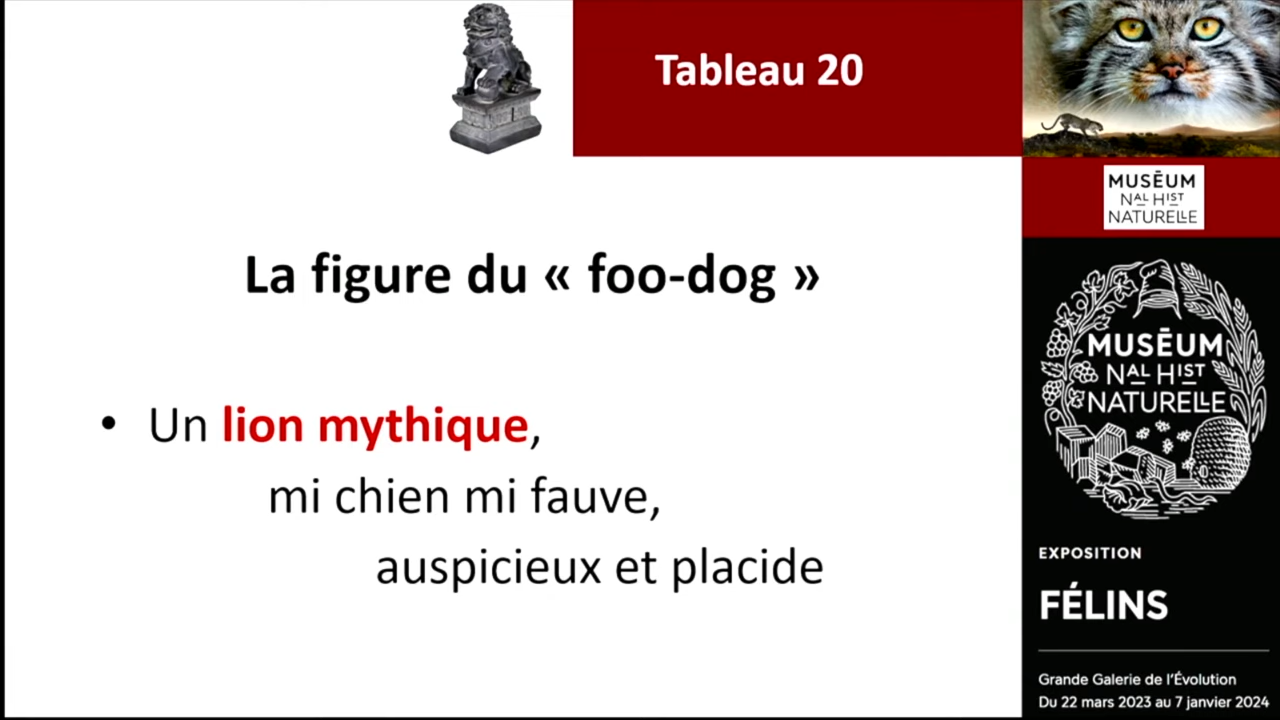 Tableau 20
MUSĒUM
NAL HIST
NATURELLE
La figure du « foo-dog »
• Un lion mythique,
mi chien mi fauve,
auspicieux et placide
MUSĒUM
NAL HIST
NATURELLE
EXPOSITION
FÉLINS
Grande Galerie de l'Évolution
Du 22 mars 2023 au 7 janvier 2024